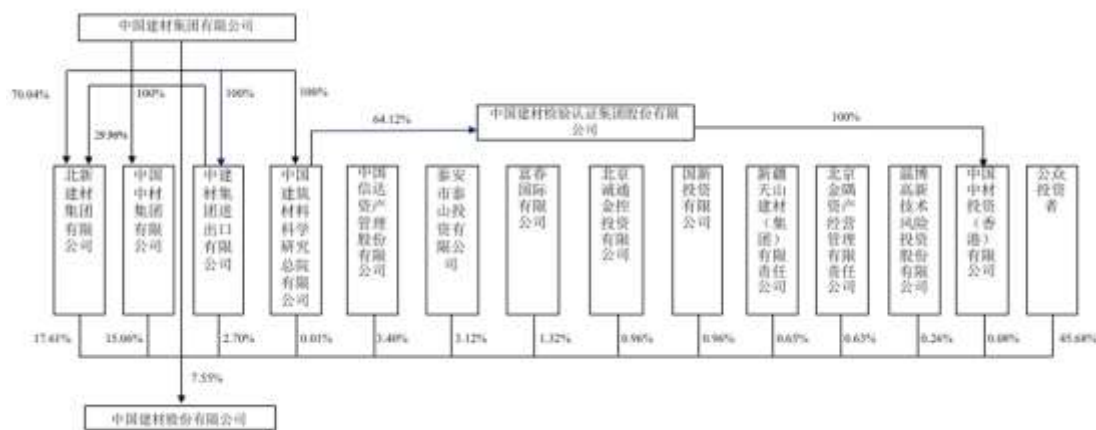 中国建材集团有限公司
70.04%
100%
100%
100%
29.96%
64.12%
中国建材检验认证集团股份有限
公司
100%
北新建材集团有限公司
中国中材集团有限公司
中建材集团进出口有限公司
中国建筑材料科学研究总院有限公司
中国信达资产管理股份有限公司
泰安市泰山投资有限公司
富春国际有限公司
北京诚通金控投资有限公司
国新投资有限公司
新疆天山建材（集团）有限责任公司
北京金隅资产经营管理有限责任公司
淄博高新技术风险投资股份有限公司
中国中材投资（香港）有限公司
公众投资者
17.61%
15.06%
2.70%
0.01%
3.40%
3.12%
1.32%
0.96%
0.96%
0.65%
0.63%
0.26%
0.08%
45.68%
7.55%
中国建材股份有限公司